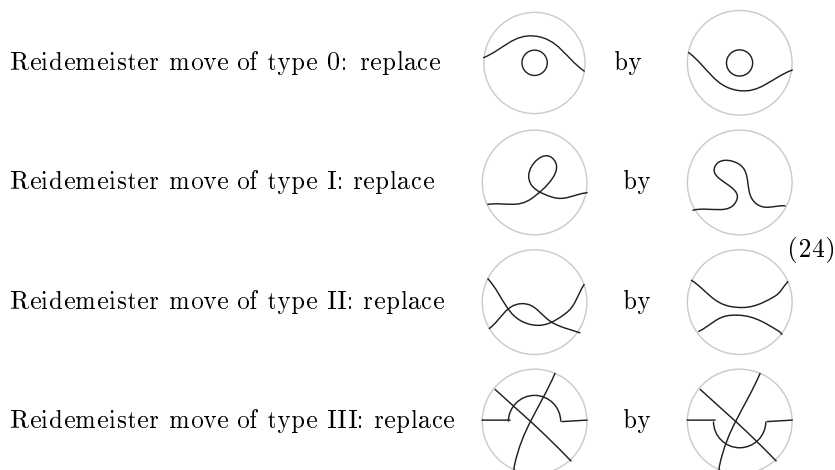 Reidemeister move of type 0: replace by
Reidemeister move of type I: replace by
(24)
Reidemeister move of type II: replace by
Reidemeister move of type III: replace by